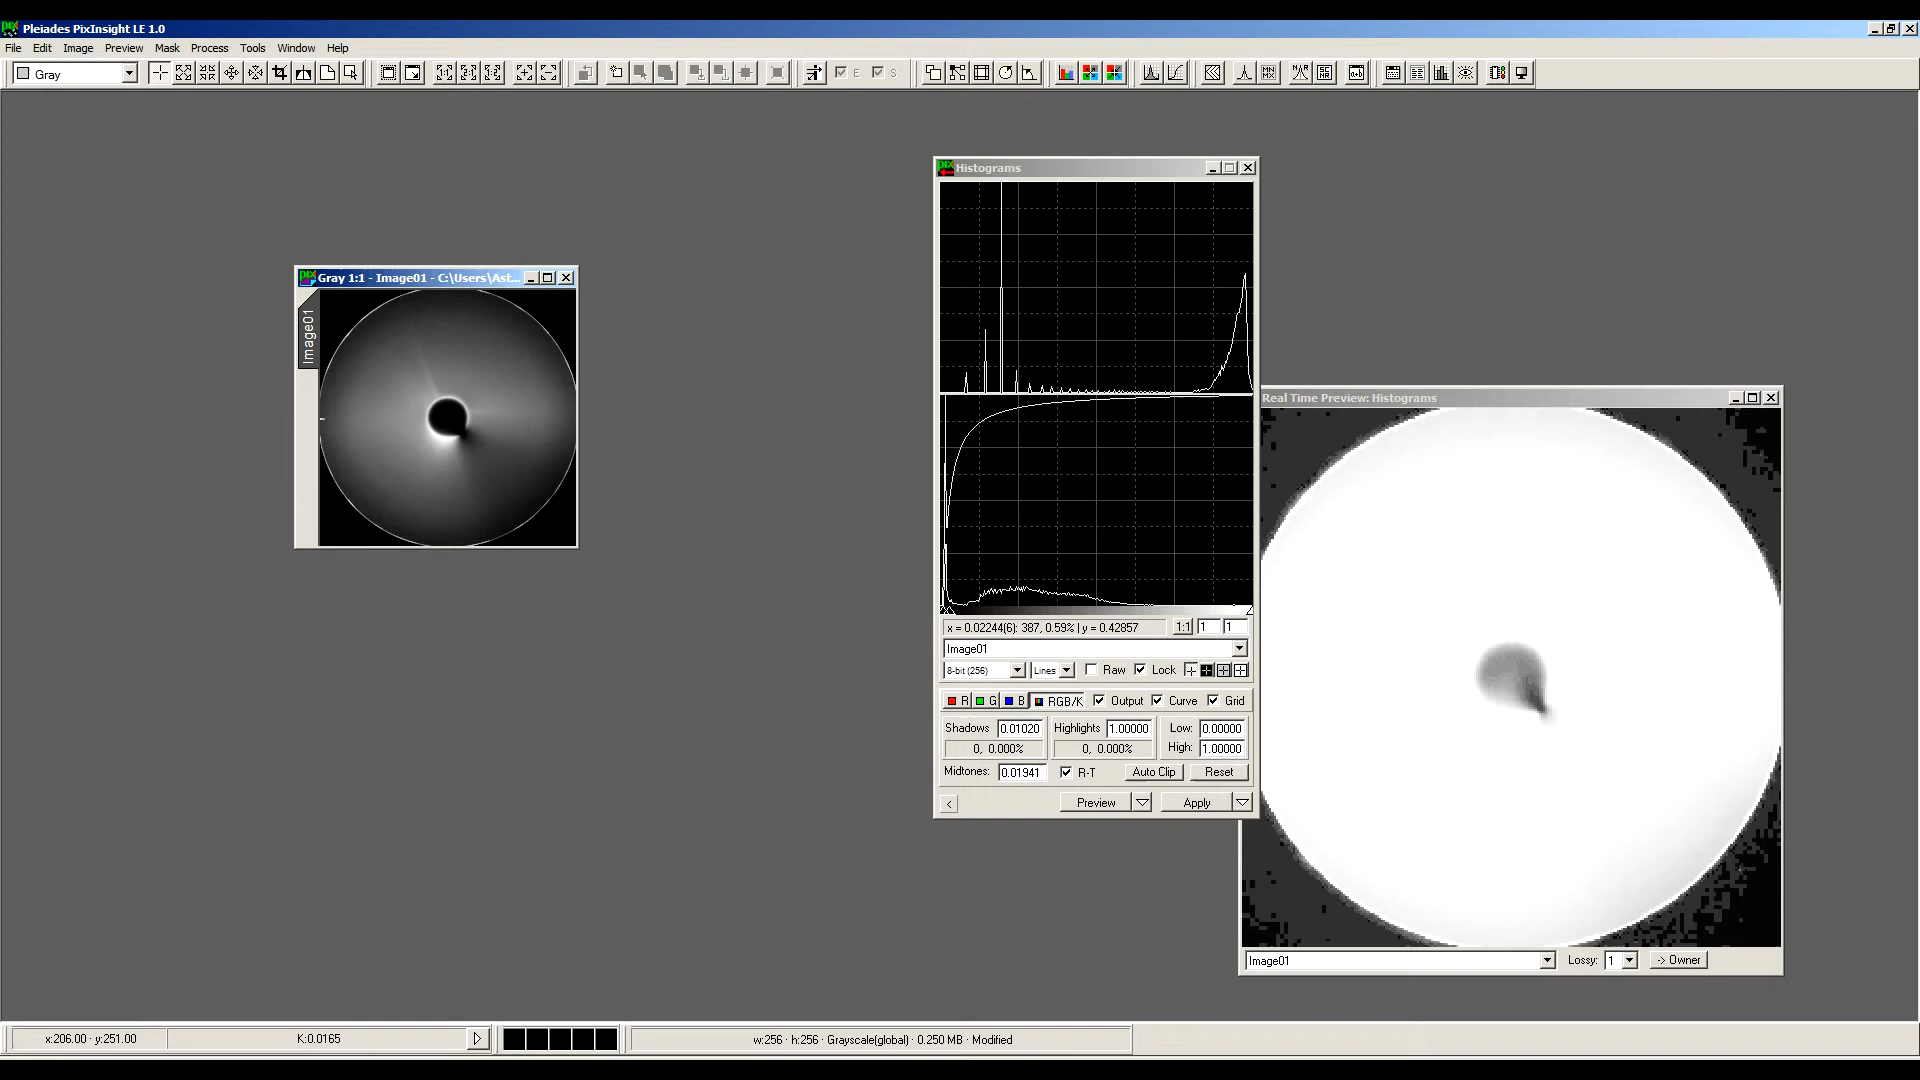 Pleiades PixInsight LE 1.0
File Edit Image Preview Mask Process Tools Window Help
Gray
E
S
Histograms
Gray 1:1 - Image01 - C:\Users\Ast...
Image01
Real Time Preview: Histograms
x = 0.02244(6): 387, 0.59% | y = 0.42857 1:1 1 1
Image01
8-bit (256) Lines Raw Lock
R G B RGB/K Output Curve Grid
Shadows 0.01020 Highlights 1.00000 Low: 0.00000
0, 0.000% 0, 0.000% High: 1.00000
Midtones: 0.01941 R-T Auto Clip Reset
< Preview Apply
Image01 Lossy: 1 -> Owner
x:206.00 · y:251.00 K:0.0165 w:256 · h:256 · Grayscale(global) · 0.250 MB · Modified